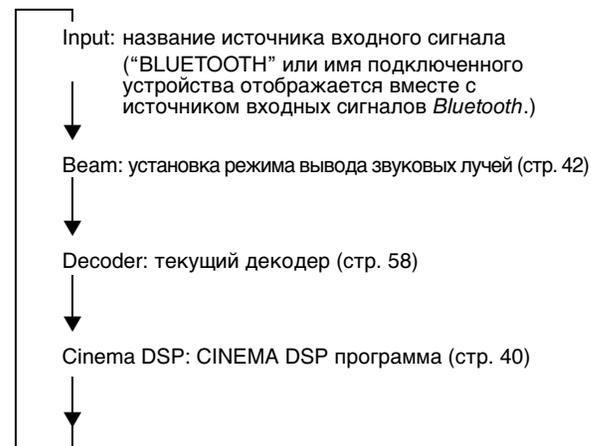 Input: название источника входного сигнала
(“BLUETOOTH” или имя подключенного
устройства отображается вместе с
источником входных сигналов Bluetooth.)
Beam: установка режима вывода звуковых лучей (стр. 42)
Decoder: текущий декодер (стр. 58)
Cinema DSP: CINEMA DSP программа (стр. 40)